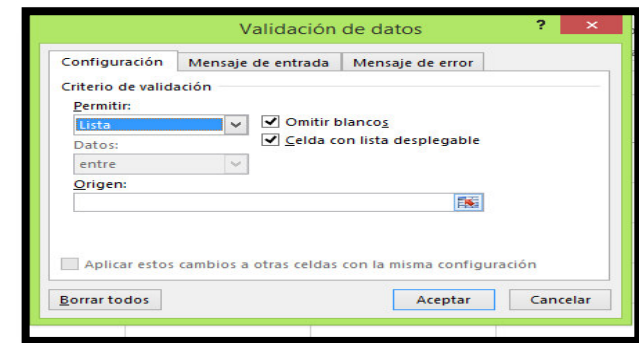 Validación de datos ? ×
Configuración Mensaje de entrada Mensaje de error
Criterio de validación
Permitir:
Lista
Omitir blancos
Datos:
Celda con lista desplegable
entre
Origen:
Aplicar estos cambios a otras celdas con la misma configuración
Borrar todos Aceptar Cancelar